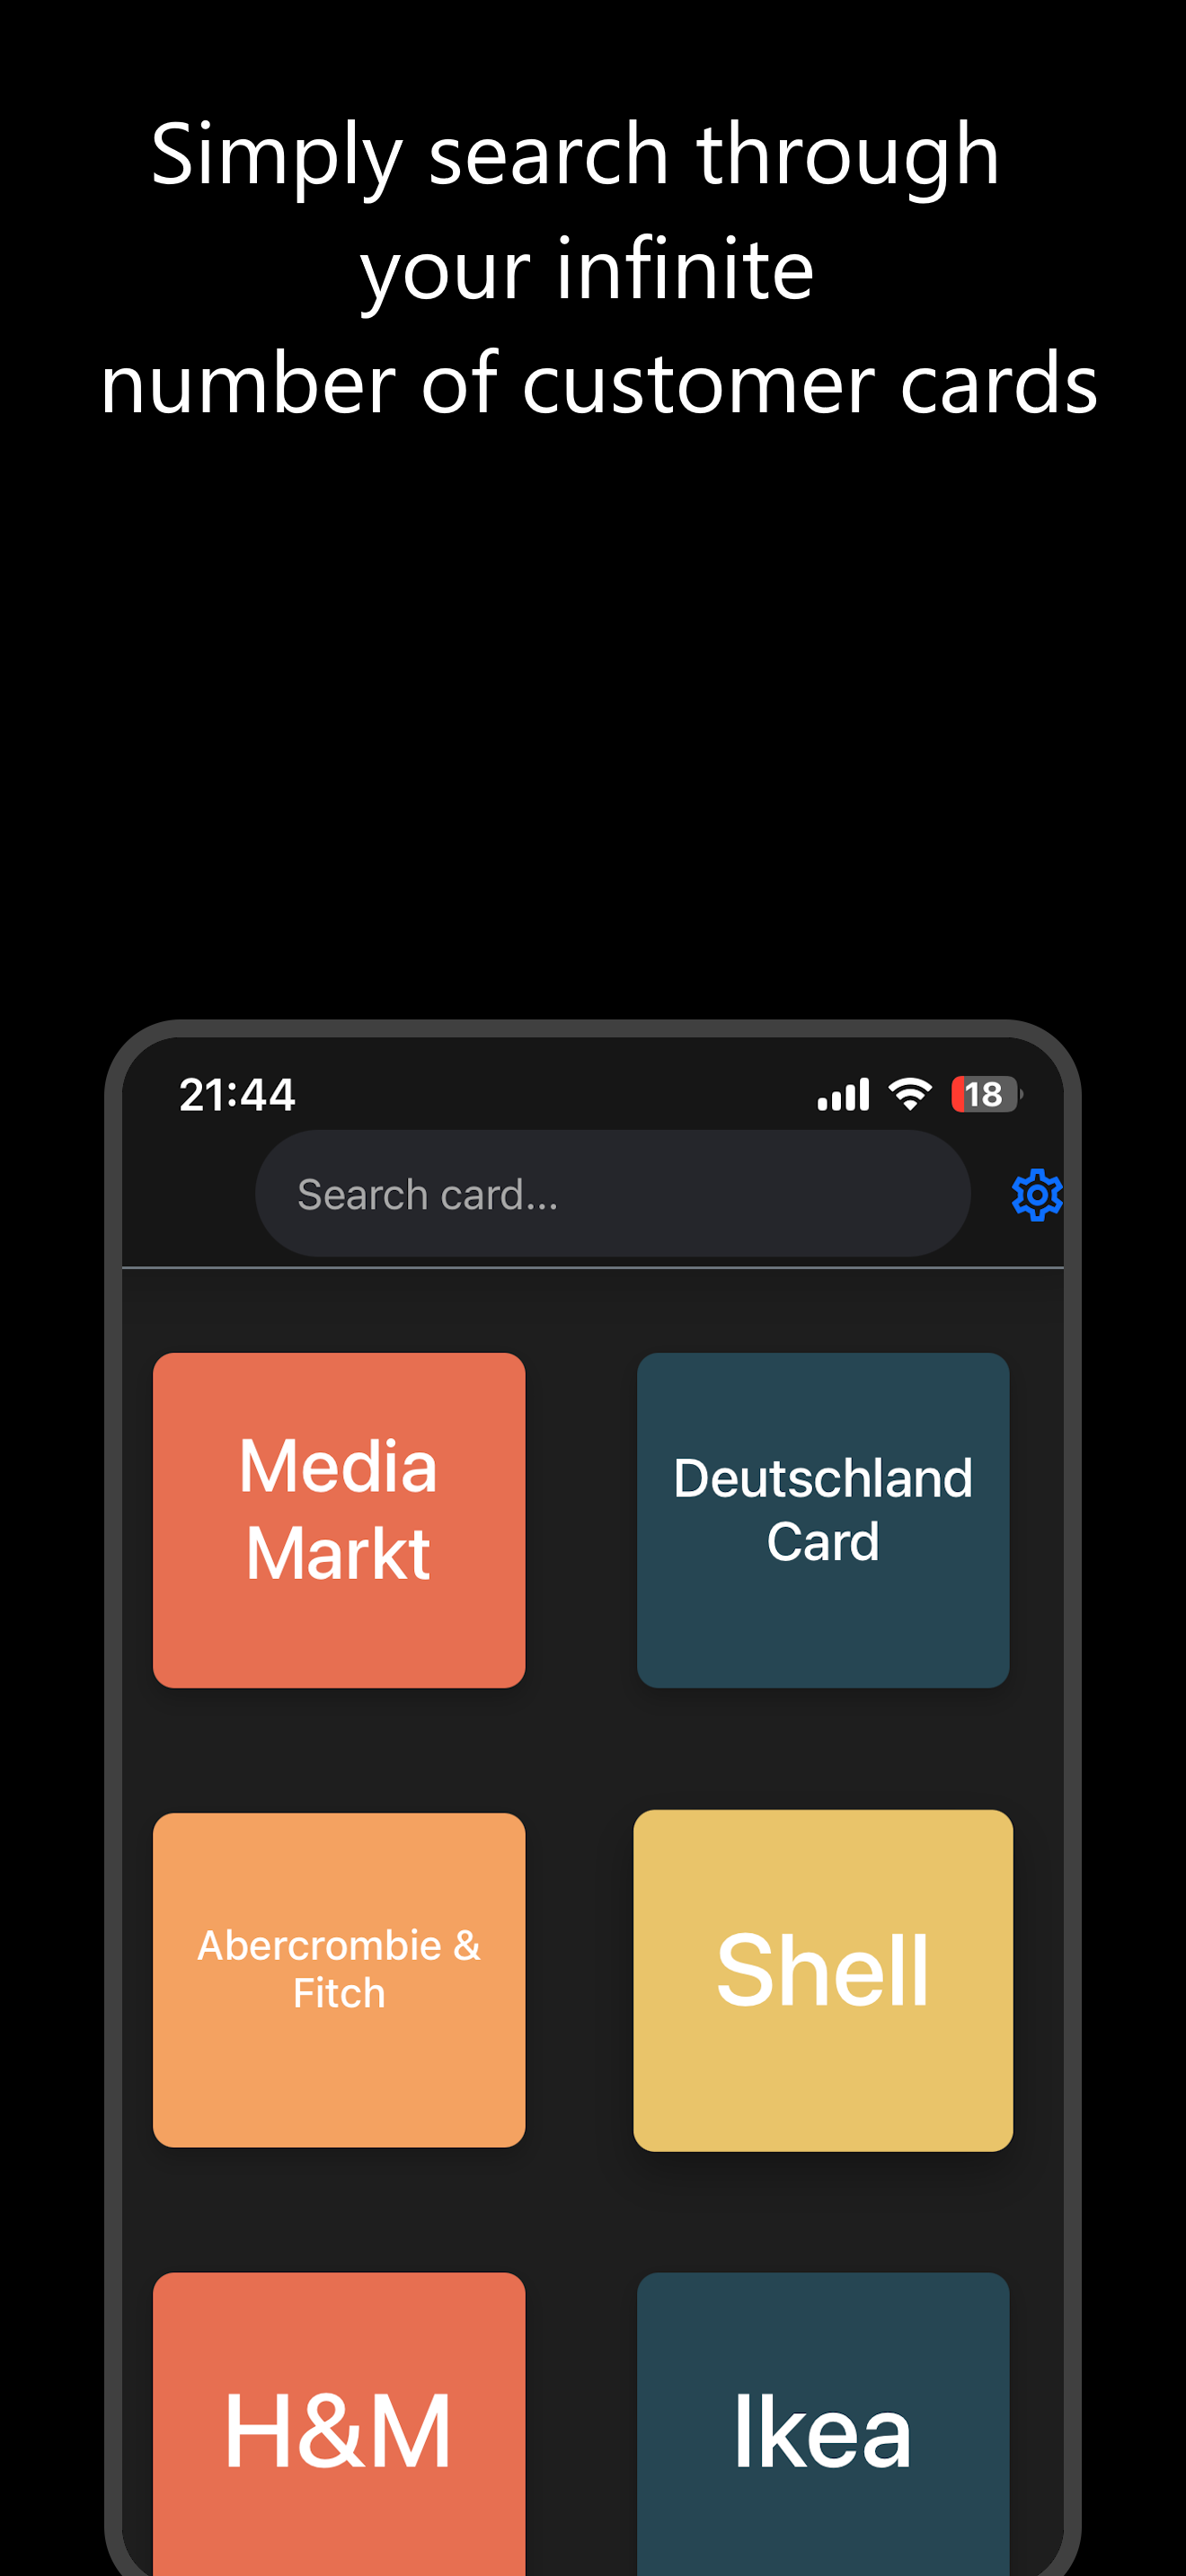 Simply search through
your infinite
number of customer cards
21:44
18
Search card...
Media
Markt
Deutschland
Card
Abercrombie &
Fitch
Shell
H&M
Ikea